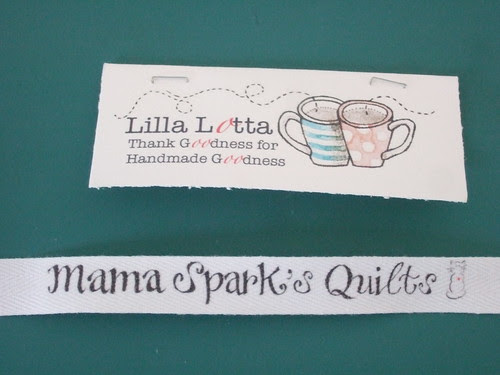 Lilla Lotta
Thank Goodness for
Handmade Goodness
Mama Spark's Quilts